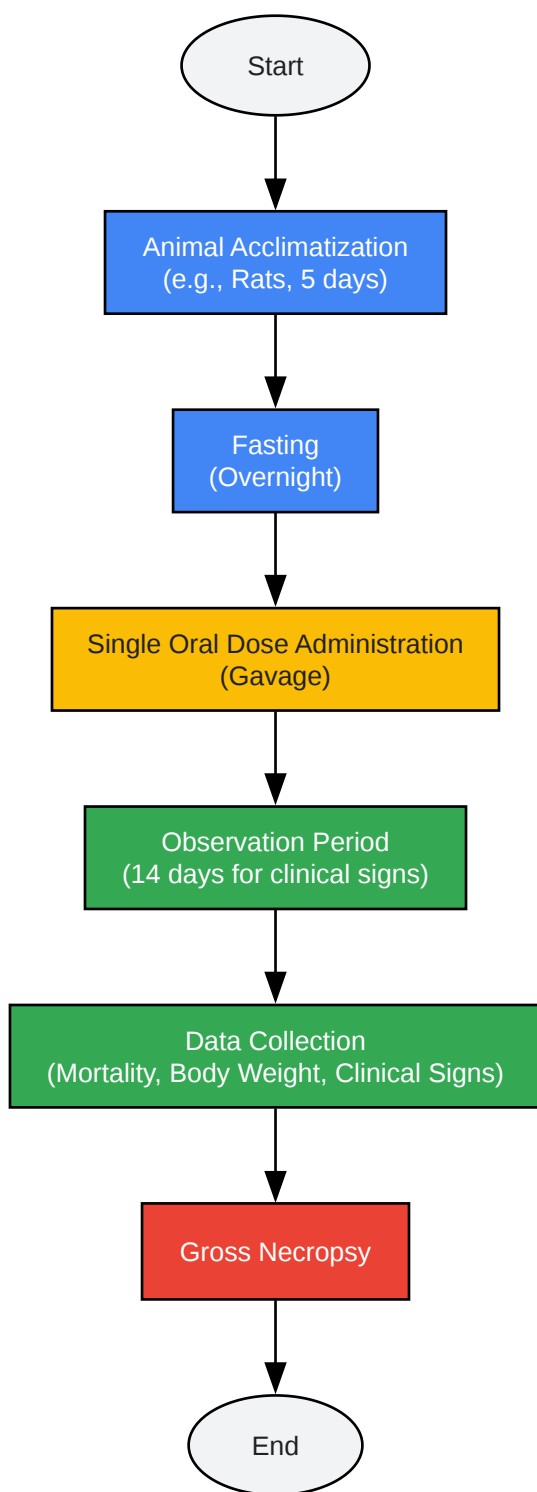 Start
Animal Acclimatization
(e.g., Rats, 5 days)
Fasting
(Overnight)
Single Oral Dose Administration
(Gavage)
Observation Period
(14 days for clinical signs)
Data Collection
(Mortality, Body Weight, Clinical Signs)
Gross Necropsy
End